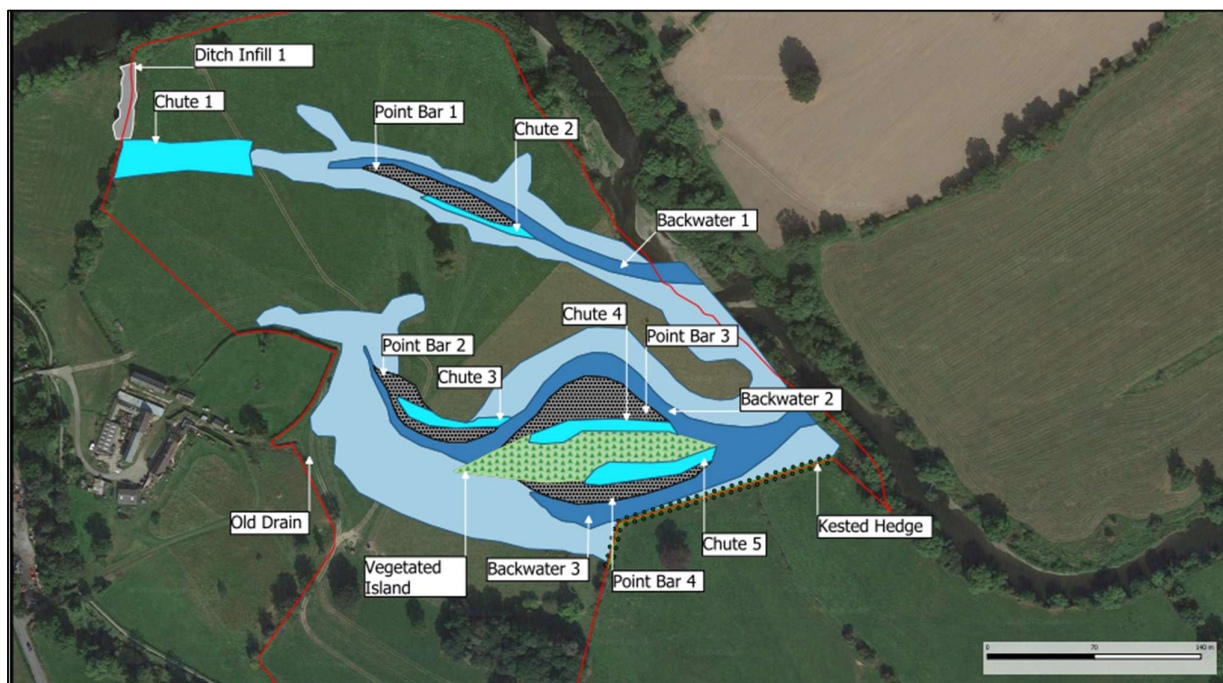 Ditch Infill 1
Chute 1
Point Bar 1
Chute 2
Backwater 1
Chute 4
Point Bar 3
Point Bar 2
Chute 3
Backwater 2
Old Drain
Vegetated
Island
Backwater 3
Point Bar 4
Chute 5
Kested Hedge
0 70 140 m